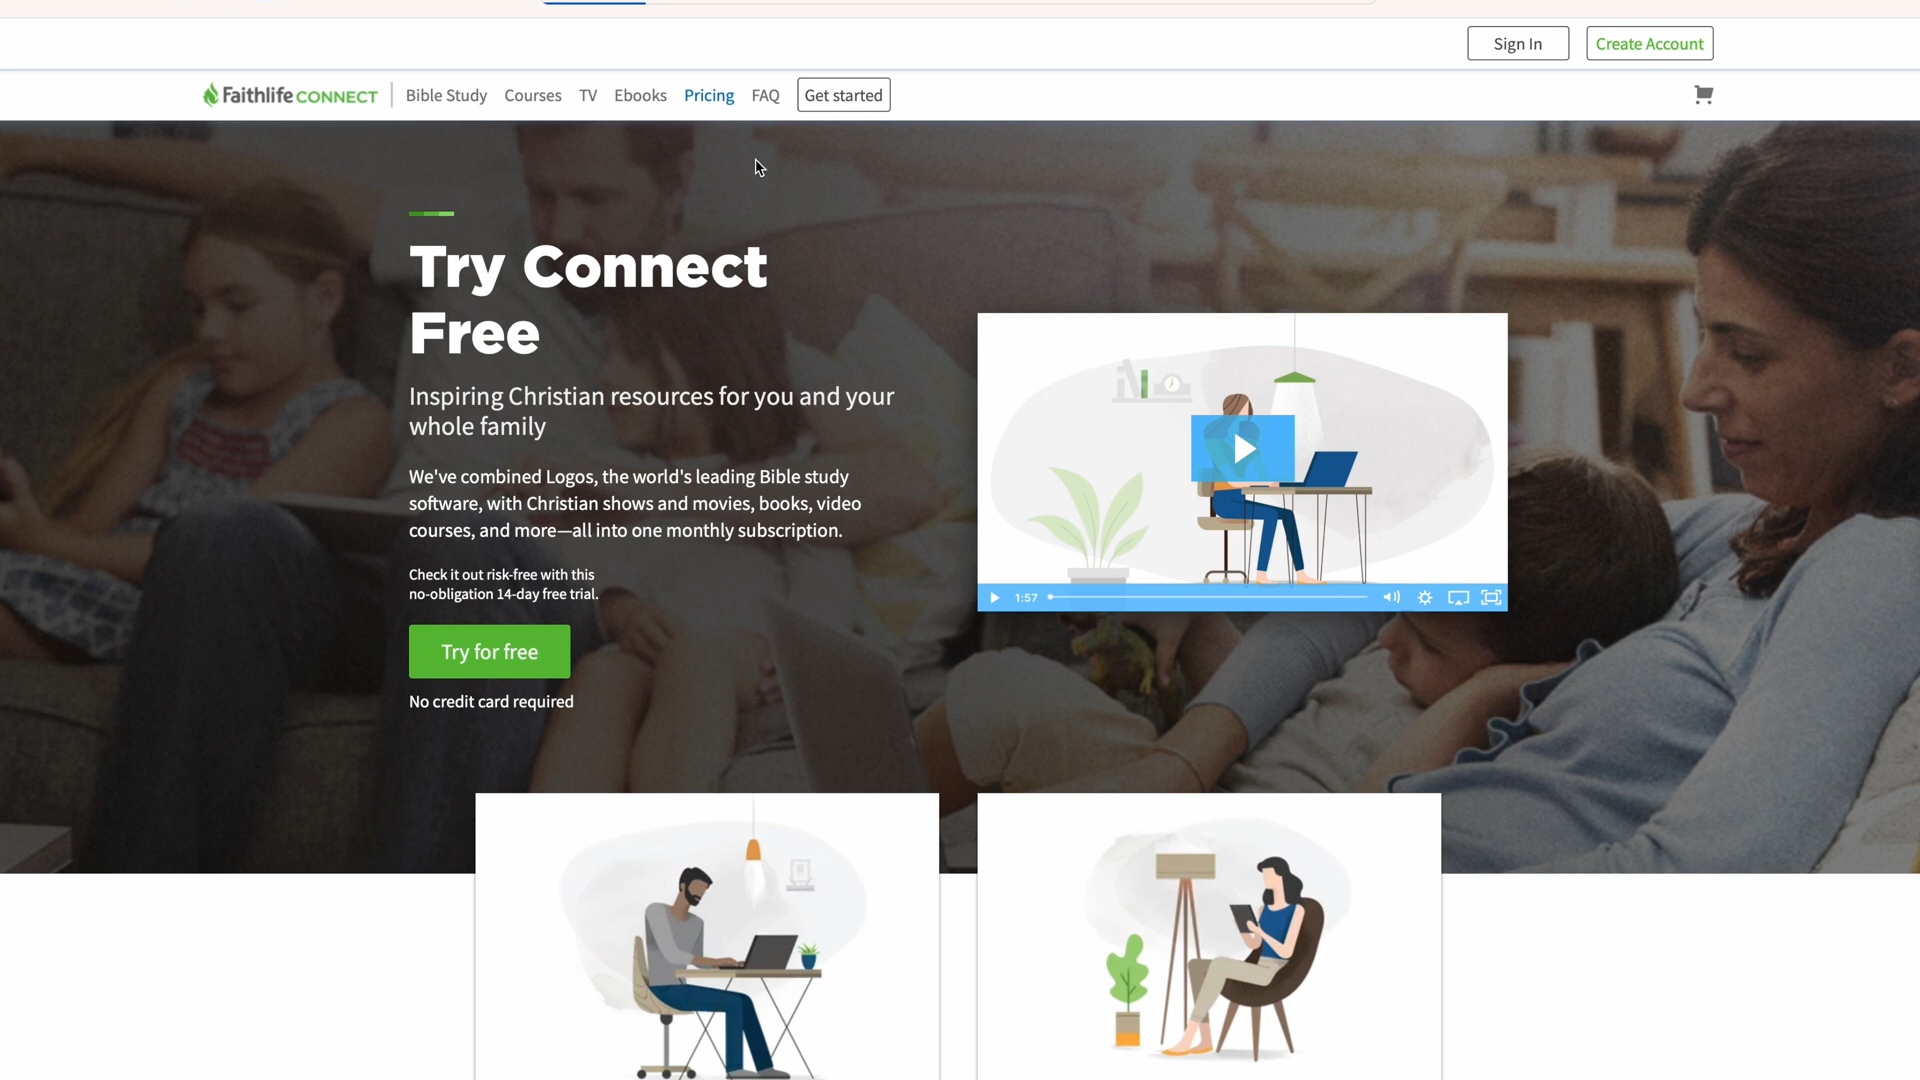 Sign In
Create Account
Faithlife CONNECT
Bible Study
Courses
TV
Ebooks
Pricing
FAQ
Get started
Try Connect
Free
Inspiring Christian resources for you and your
whole family
We've combined Logos, the world's leading Bible study
software, with Christian shows and movies, books, video
courses, and more—all into one monthly subscription.
Check it out risk-free with this
no-obligation 14-day free trial.
Try for free
No credit card required
1:57